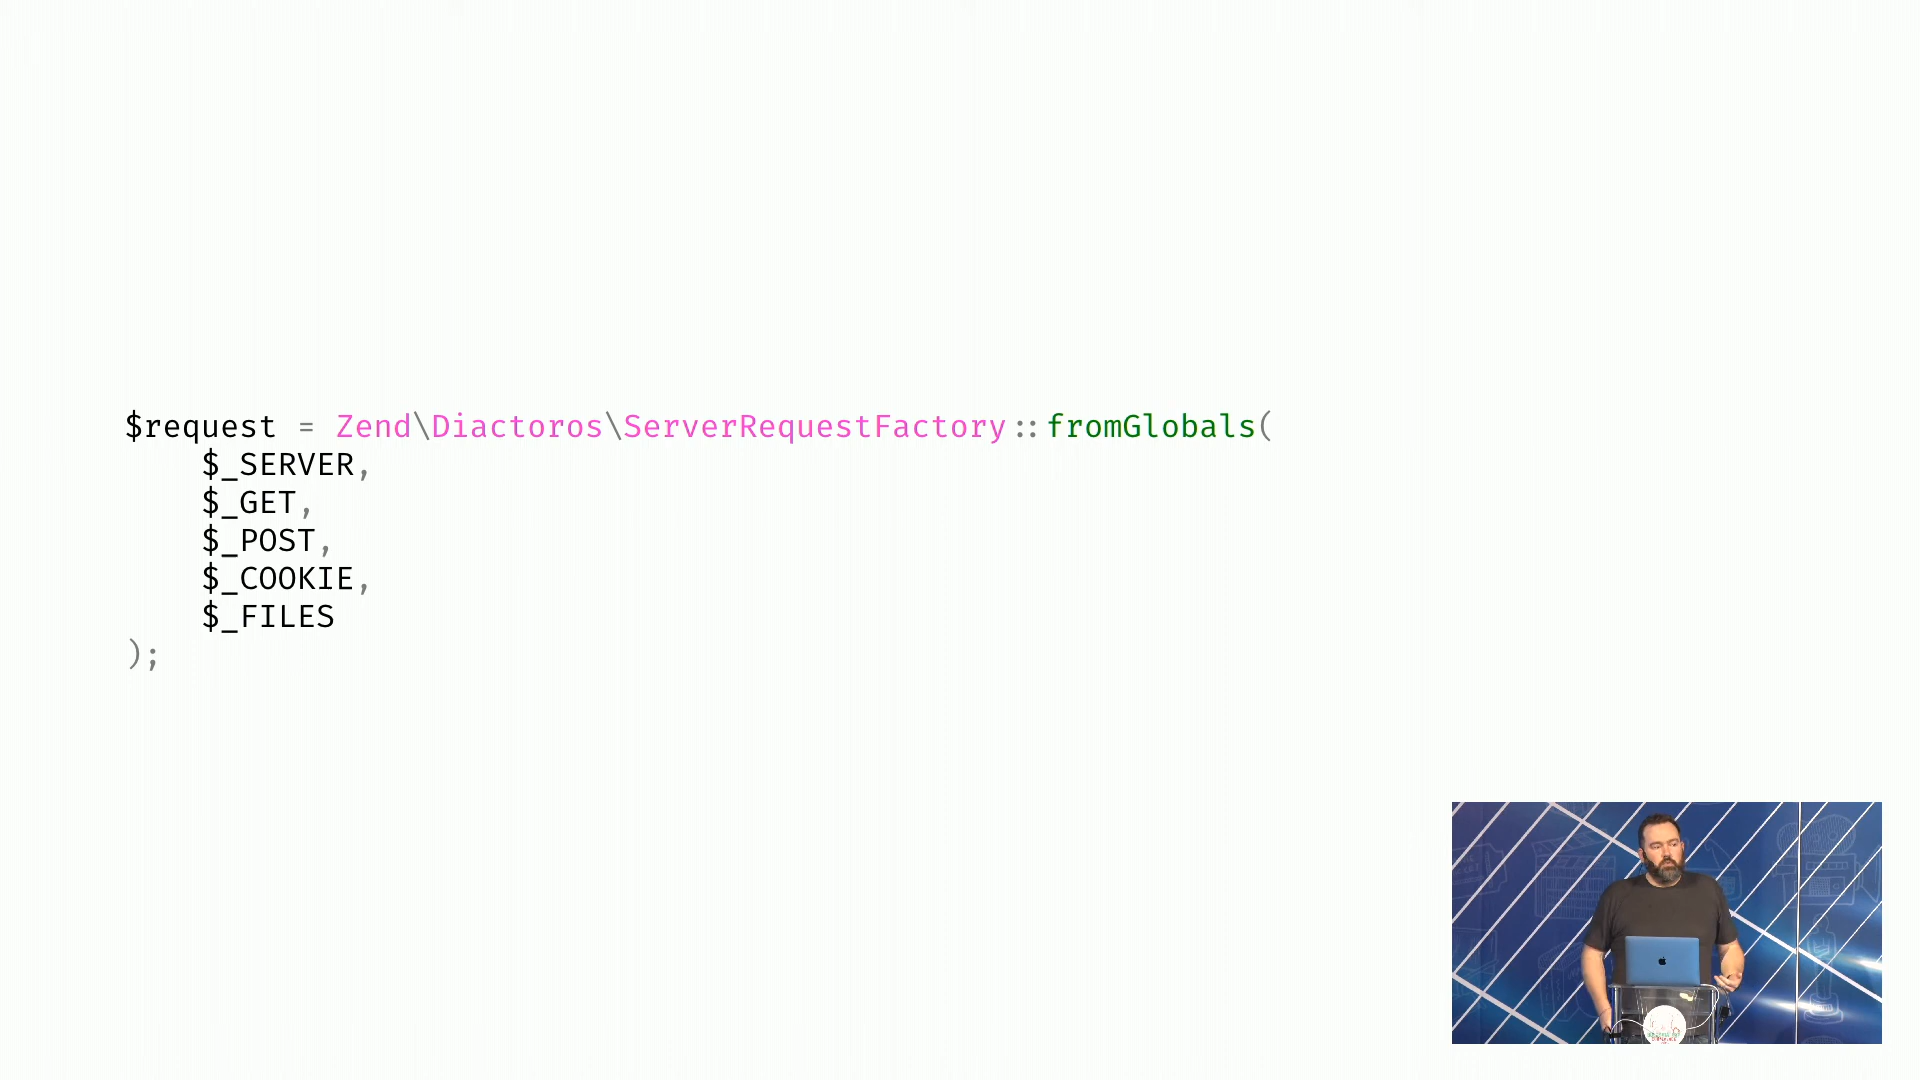 $request = Zend\Diactoros\ServerRequestFactory::fromGlobals(
    $_SERVER,
    $_GET,
    $_POST,
    $_COOKIE,
    $_FILES
);